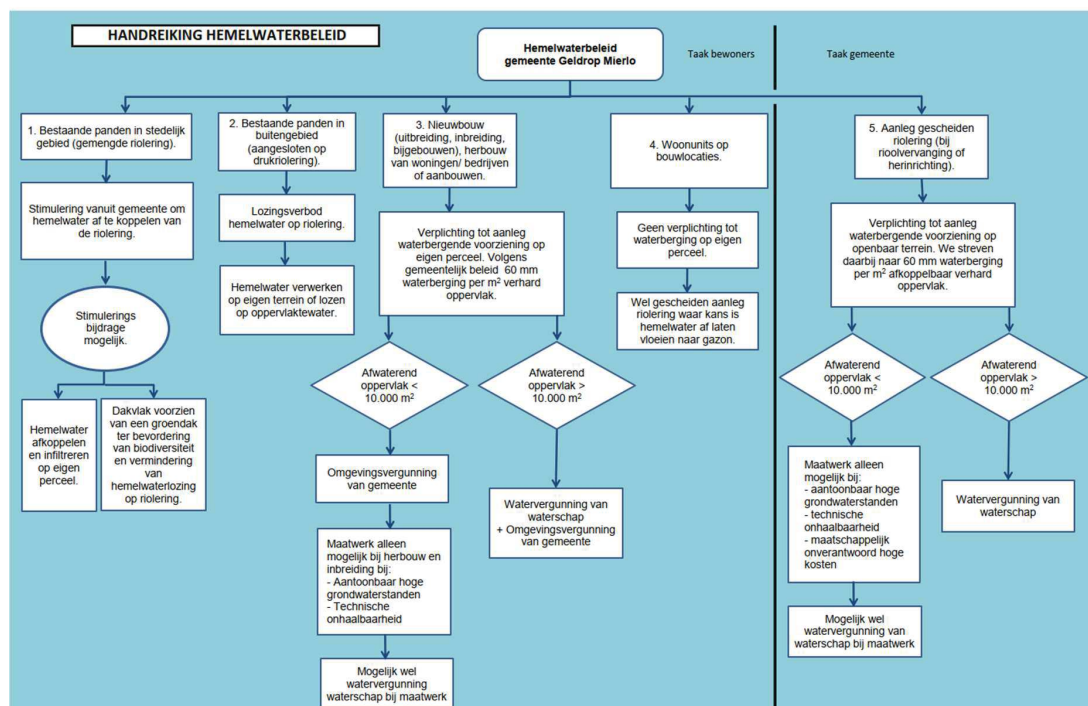 HANDREIKING HEMELWATERBELEID
Hemelwaterbeleid
gemeente Geldrop Mierlo
Taak bewoners
Taak gemeente
1. Bestaande panden in stedelijk
gebied (gemengde riolering).
Stimulering vanuit gemeente om
hemelwater af te koppelen van
de riolering.
Stimulerings
bijdrage
mogelijk.
Hemelwater
afkoppelen
en infiltreren
op eigen
perceel.
Dakvlak voorzien
van een groendak
ter bevordering
van biodiversiteit
en vermindering
van
hemelwaterlozing
op riolering.
2. Bestaande panden in
buitengebied
(aangesloten op
drukriolering).
Lozingsverbod
hemelwater op riolering.
Hemelwater verwerken
op eigen terrein of lozen
op oppervlaktewater.
3. Nieuwbouw
(uitbreiding, inbreiding,
bijgebouwen), herbouw
van woningen/ bedrijven
of aanbouwen.
Verplichting tot aanleg
waterbergende voorziening op
eigen perceel. Volgens
gemeentelijk beleid 60 mm
waterberging per m² verhard
oppervlak.
Afwaterend
oppervlak <
10.000 m²
Omgevingsvergunning
van gemeente
Maatwerk alleen
mogelijk bij herbouw en
inbreiding bij:
- Aantoonbaar hoge
grondwaterstanden
- Technische
onhaalbaarheid
Mogelijk wel
watervergunning
waterschap bij maatwerk
Afwaterend
oppervlak >
10.000 m²
Watervergunning van
waterschap
+ Omgevingsvergunning
van gemeente
4. Woonunits op
bouwlocaties.
Geen verplichting tot
waterberging op eigen
perceel.
Wel gescheiden aanleg
riolering waar kans is
hemelwater af laten
vloeien naar gazon.
5. Aanleg gescheiden
riolering (bij
rioolvervanging of
herinrichting).
Verplichting tot aanleg
waterbergende voorziening op
openbaar terrein. We streven
daarbij naar 60 mm waterberging
per m² afkoppelbaar verhard
oppervlak.
Afwaterend
oppervlak <
10.000 m²
Maatwerk alleen
mogelijk bij:
- aantoonbaar hoge
grondwaterstanden
- technische
onhaalbaarheid
- maatschappelijk
onverantwoord hoge
kosten
Mogelijk wel
watervergunning van
waterschap bij maatwerk
Afwaterend
oppervlak >
10.000 m²
Watervergunning van
waterschap